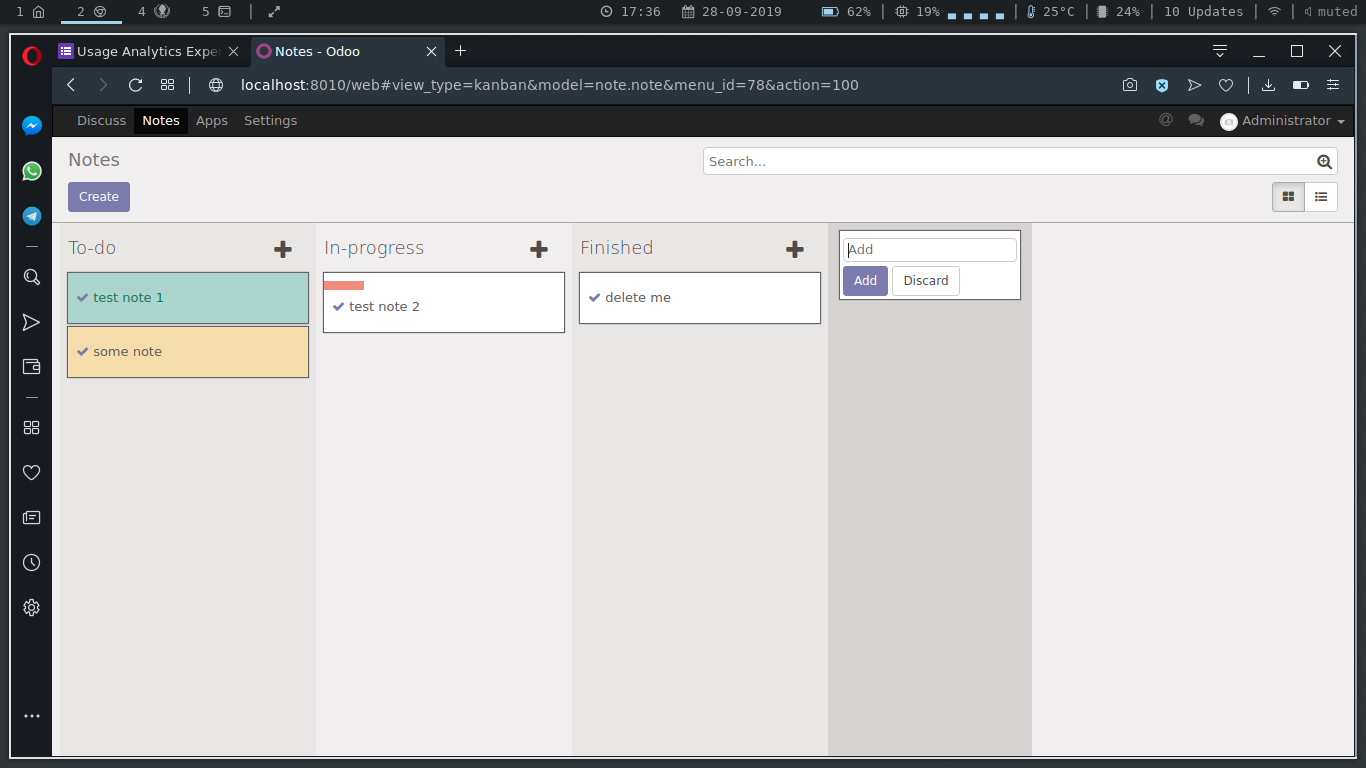 1 2 4 5 17:36 28-09-2019 62% 19% 25°C 24% 10 Updates muted
Usage Analytics Expe
Notes - Odoo
localhost:8010/web#view_type=kanban&model=note.note&menu_id=78&action=100
Discuss Notes Apps Settings @ Administrator
Notes
Search...
Create
To-do
In-progress
Finished
Add
test note 1
test note 2
delete me
Add Discard
some note